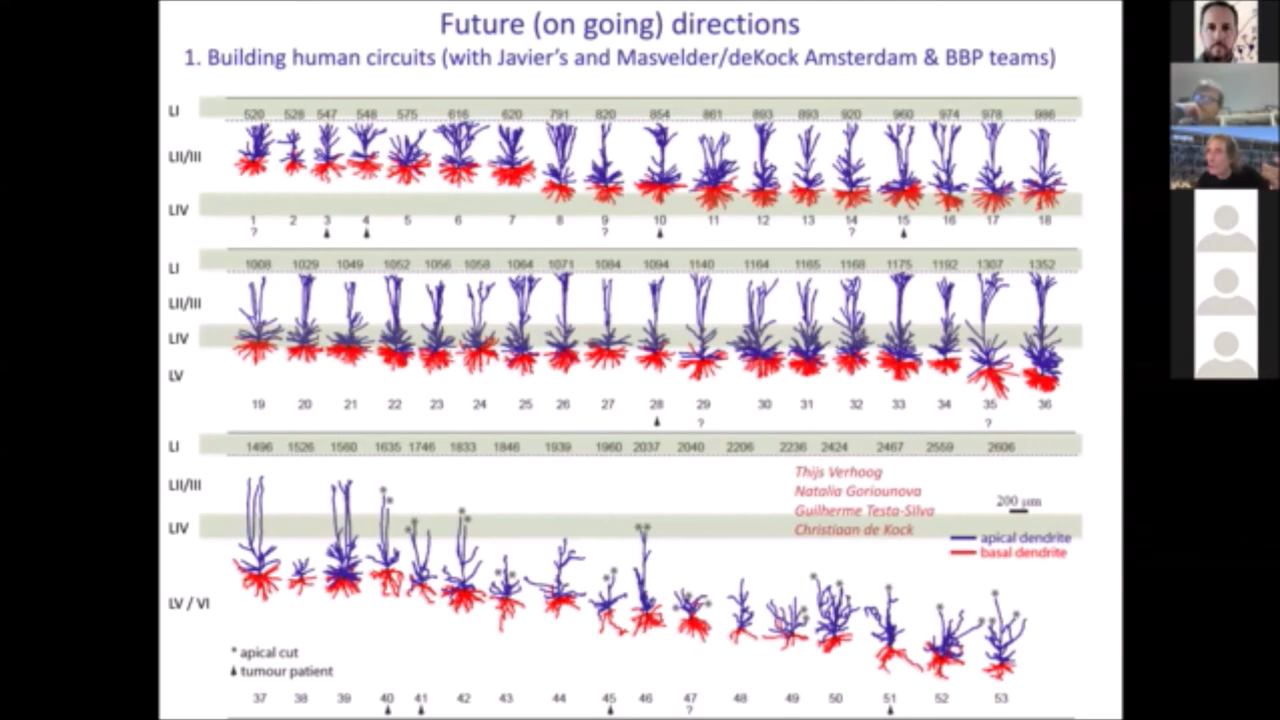 Future (on going) directions
1. Building human circuits (with Javier's and Masvelder/deKock Amsterdam & BBP teams)
LI 520 528 547 548 575 616 620 791 820 854 861 893 893 920 960 974 978 986
LII/III
LIV
1 2 3 4 5 6 7 8 9 10 11 12 13 14 15 16 17 18
? ? ?
LI 1008 1029 1049 1052 1056 1058 1064 1071 1084 1094 1140 1164 1165 1168 1175 1192 1307 1352
LII/III
LIV
LV
19 20 21 22 23 24 25 26 27 28 29 30 31 32 33 34 35 36
? ?
LI 1496 1526 1560 1635 1746 1833 1846 1939 1960 2037 2040 2206 2236 2424 2467 2559 2606
Thijs Verhoog
LII/III
Natalia Goriounova
200 µm
Guilherme Testa-Silva
LIV
Christiaan de Kock
apical dendrite
basal dendrite
LV / VI
* apical cut
tumour patient
37 38 39 40 41 42 43 44 45 46 47 48 49 50 51 52 53
?